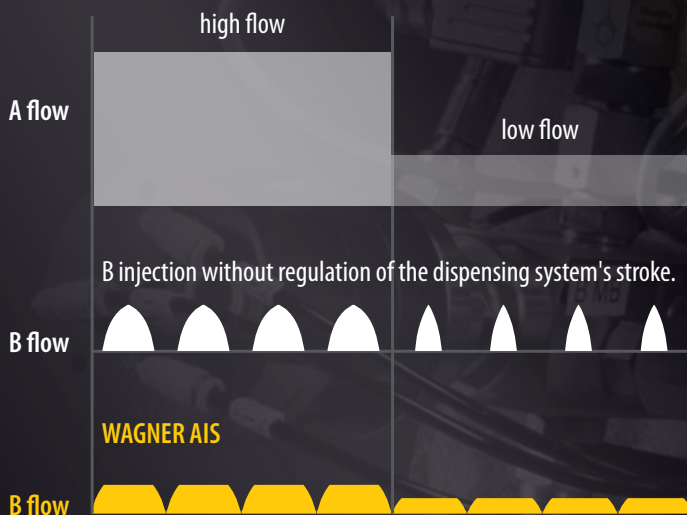 high flow
A flow
low flow
B injection without regulation of the dispensing system's stroke.
B flow
WAGNER AIS
B flow